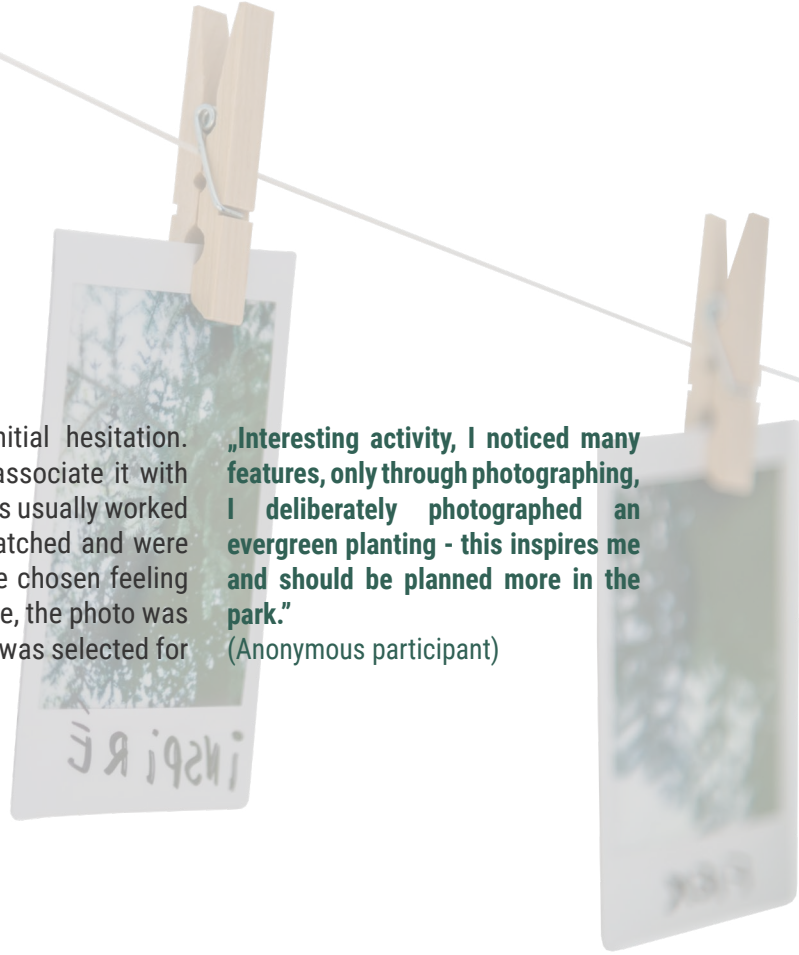 nitial hesitation.
associate it with
s usually worked
atched and were
e chosen feeling
e, the photo was
was selected for
„Interesting activity, I noticed many
features, only through photographing,
I deliberately photographed an
evergreen planting - this inspires me
and should be planned more in the
park.”
(Anonymous participant)
iNSPiRE